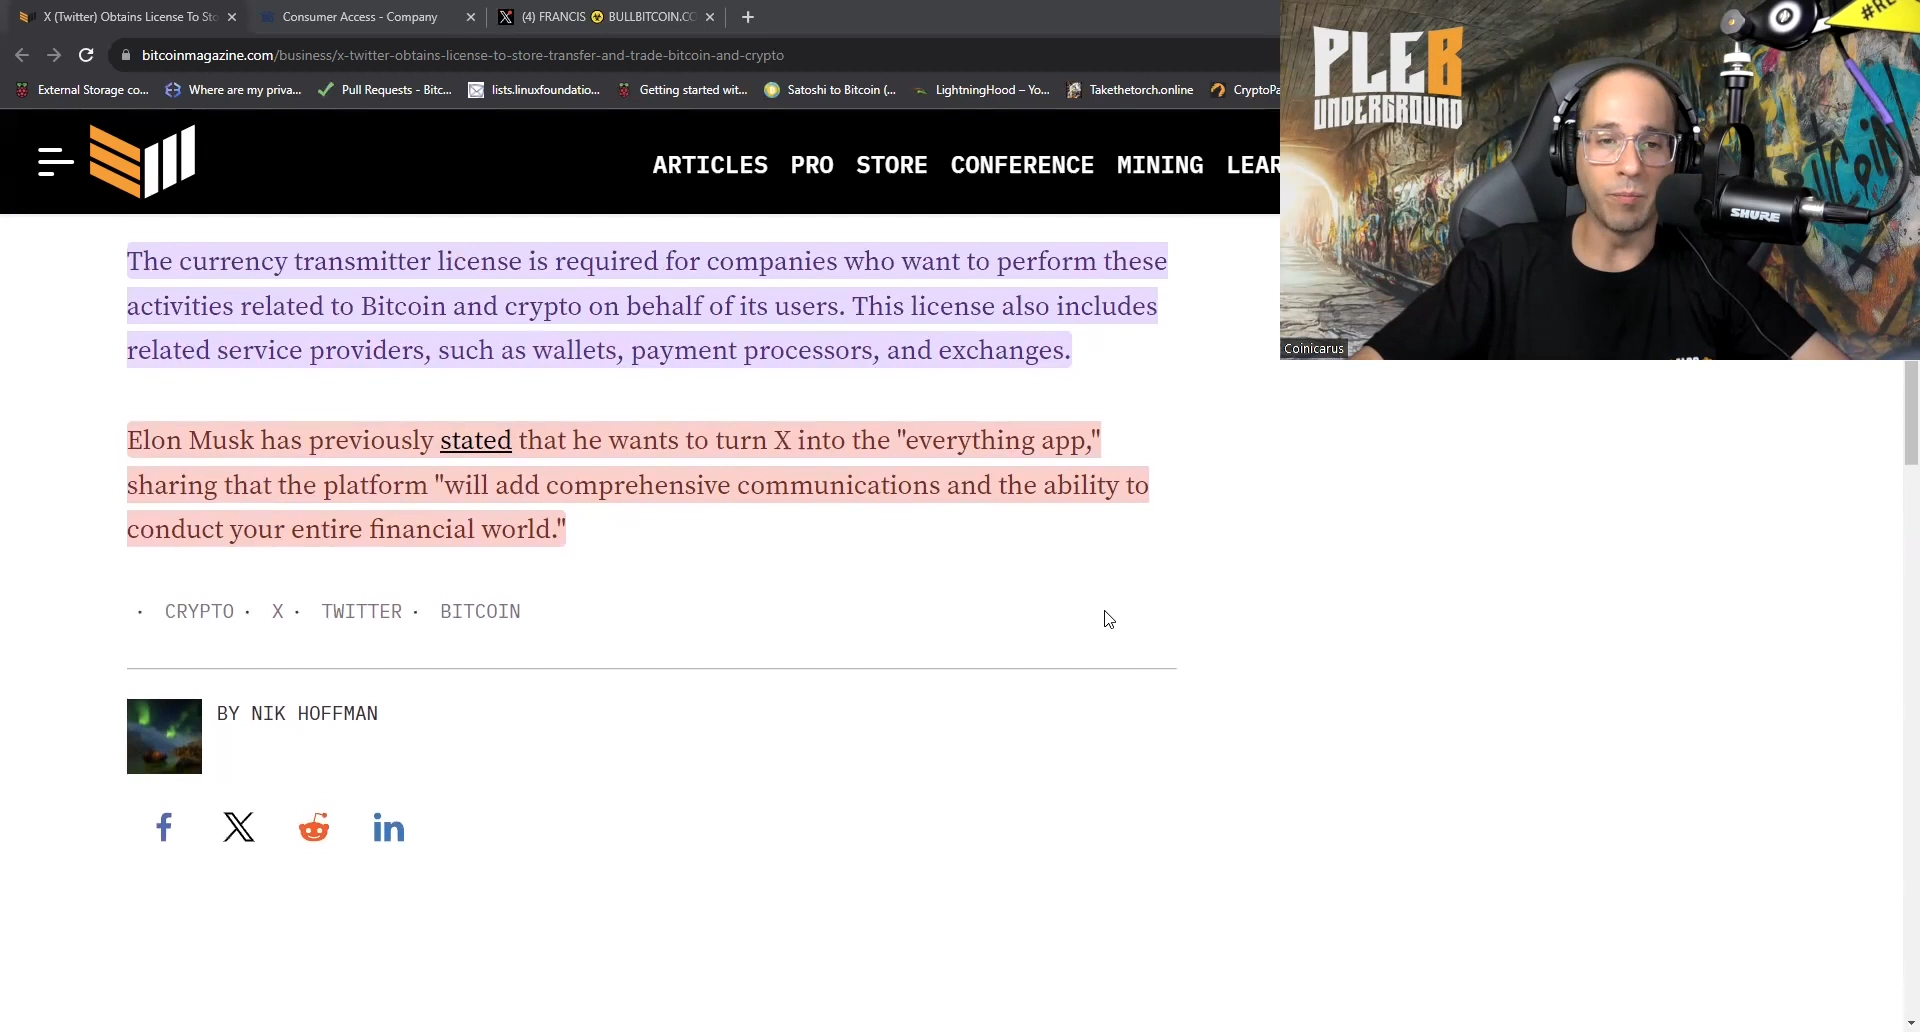 X (Twitter) Obtains License To Sto
Consumer Access - Company
(4) FRANCIS ☣ BULLBITCOIN.CO
bitcoinmagazine.com/business/x-twitter-obtains-license-to-store-transfer-and-trade-bitcoin-and-crypto
External Storage co...
Where are my priva...
Pull Requests - Bitc...
lists.linuxfoundatio...
Getting started wit...
Satoshi to Bitcoin (...
LightningHood – Yo...
Takethetorch.online
CryptoPa
ARTICLES PRO STORE CONFERENCE MINING LEAR
PLEB
UNDERGROUND
SHURE
Coinicarus
The currency transmitter license is required for companies who want to perform these
activities related to Bitcoin and crypto on behalf of its users. This license also includes
related service providers, such as wallets, payment processors, and exchanges.
Elon Musk has previously stated that he wants to turn X into the "everything app,"
sharing that the platform "will add comprehensive communications and the ability to
conduct your entire financial world."
· CRYPTO · X · TWITTER · BITCOIN
BY NIK HOFFMAN